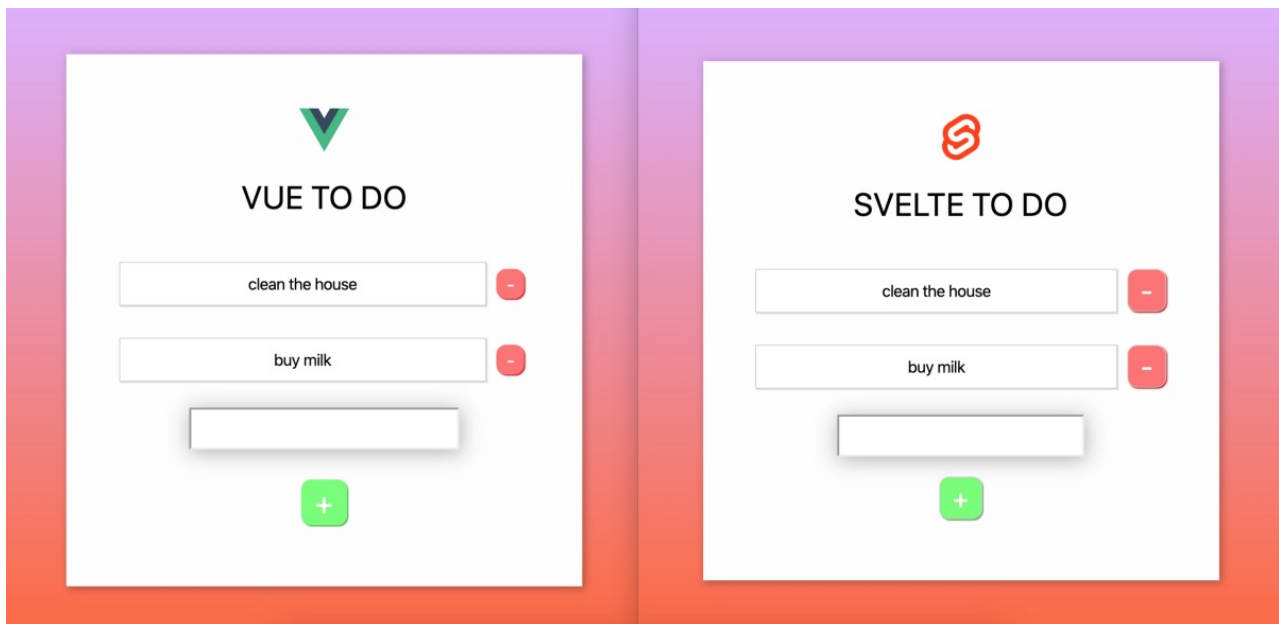 VUE TO DO
clean the house
-
buy milk
-
+
SVELTE TO DO
clean the house
-
buy milk
-
+